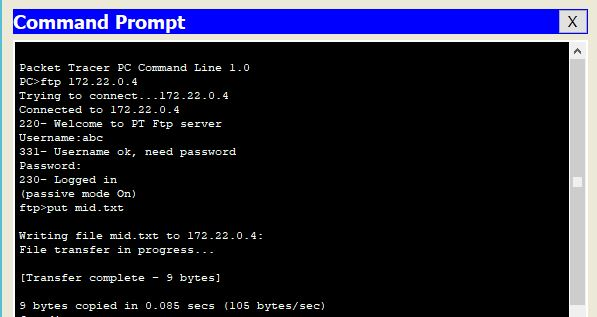 Command Prompt
X
Packet Tracer PC Command Line 1.0
PC>ftp 172.22.0.4
Trying to connect...172.22.0.4
Connected to 172.22.0.4
220- Welcome to PT Ftp server
Username:abc
331- Username ok, need password
Password:
230- Logged in
(passive mode On)
ftp>put mid.txt
Writing file mid.txt to 172.22.0.4:
File transfer in progress...
[Transfer complete - 9 bytes]
9 bytes copied in 0.085 secs (105 bytes/sec)